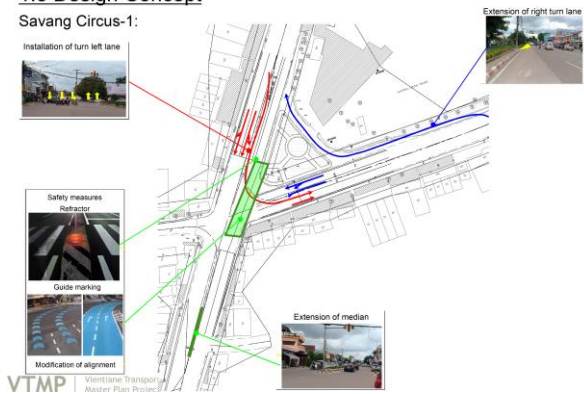 Savang Circus-1:
Extension of right turn lane
Installation of turn left lane
Safety measures
Refractor
Guide marking
Modification of alignment
Extension of median
VTMP
Vientiane Transport
Master Plan Project